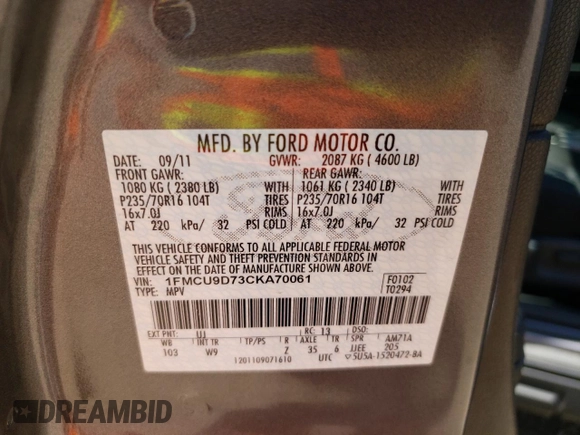 MFD. BY FORD MOTOR CO.
DATE: 09/11 GVWR: 2087 KG (4600 LB)
FRONT GAWR: REAR GAWR:
1080 KG (2380 LB) WITH 1061 KG (2340 LB) WITH
P235/70R16 104T TIRES P235/70R16 104T TIRES
16x7.0J RIMS 16x7.0J RIMS
AT 220 kPa/ 32 PSI COLD AT 220 kPa/ 32 PSI COLD
THIS VEHICLE CONFORMS TO ALL APPLICABLE FEDERAL MOTOR
VEHICLE SAFETY AND THEFT PREVENTION STANDARDS IN
EFFECT ON THE DATE OF MANUFACTURE SHOWN ABOVE.
VIN: 1FMCU9D73CKA70061 F0102
TYPE: MPV T0294
EXT PNT: UJ RC: 13 DSO:
WB INT TR TP/PS R AXLE TR SPR AM71A
103 W9 Z 35 6 JJEE 205
1201109071610 UTC 5U5A-1520472-BA
DREAMBID